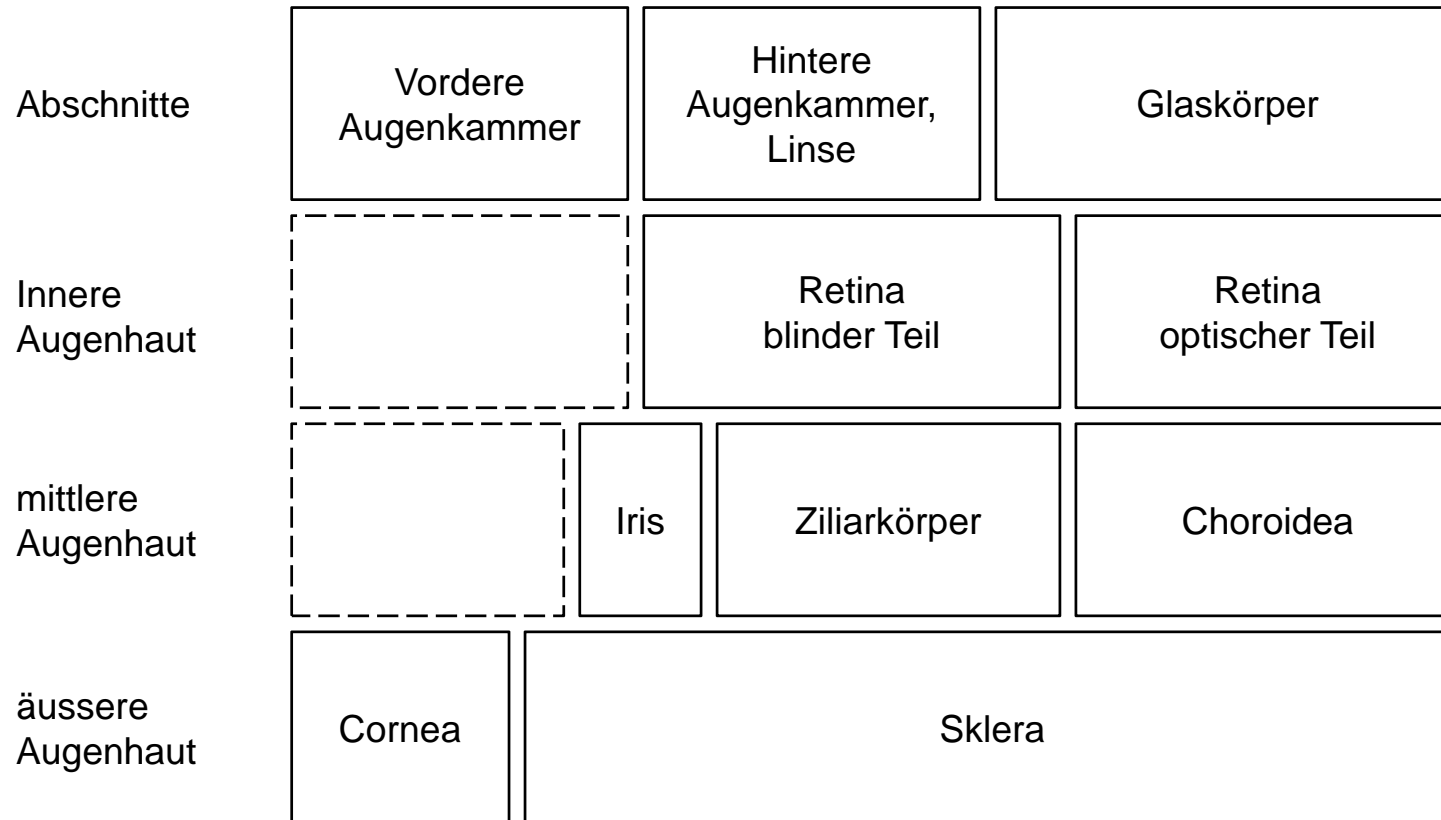 Abschnitte
Vordere
Augenkammer
Hintere
Augenkammer,
Linse
Glaskörper
Innere
Augenhaut
Retina
blinder Teil
Retina
optischer Teil
mittlere
Augenhaut
Iris
Ziliarkörper
Choroidea
äussere
Augenhaut
Cornea
Sklera